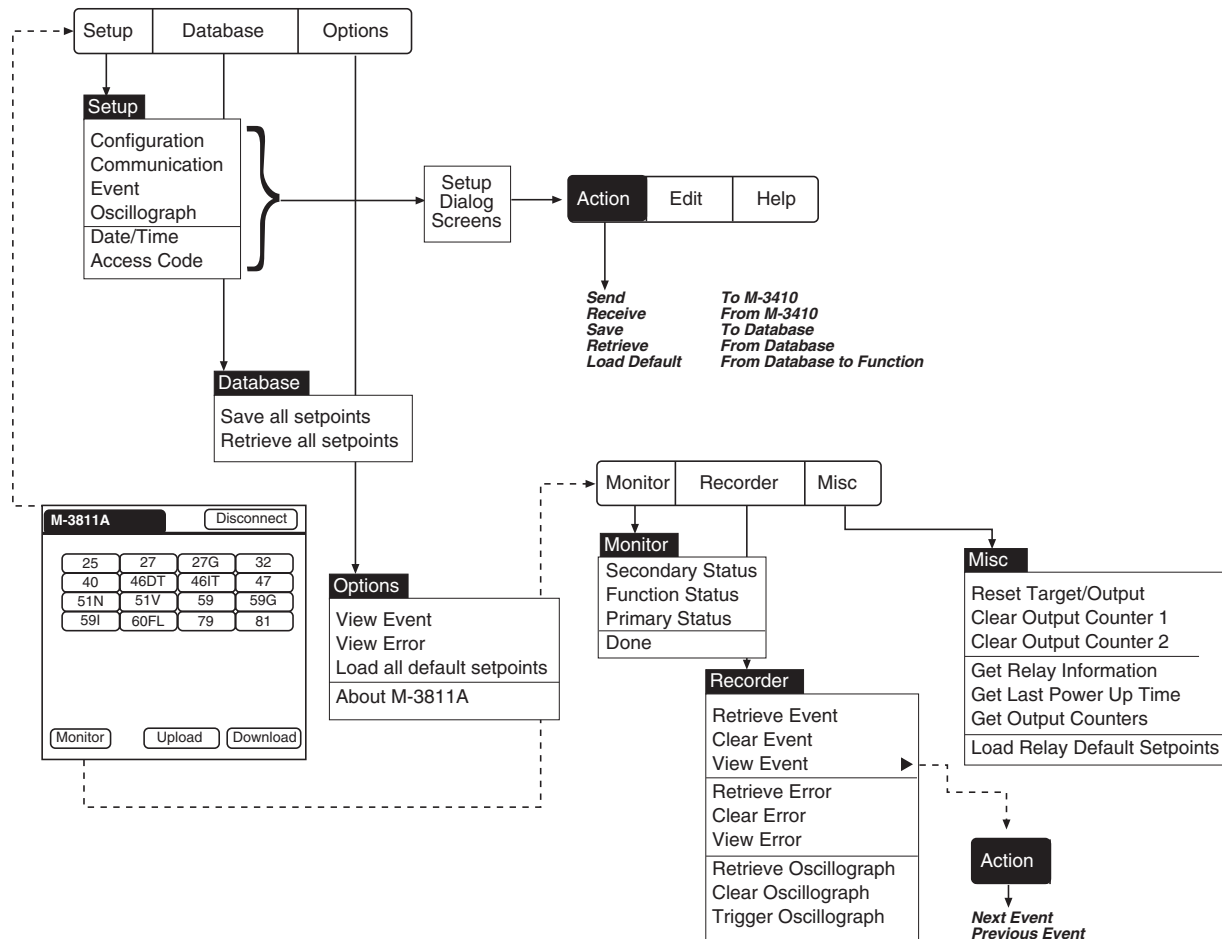 Setup Database Options
Setup
Configuration
Communication
Event
Oscillograph
Date/Time
Access Code
Setup
Dialog
Screens
Action Edit Help
Send To M-3410
Receive From M-3410
Save To Database
Retrieve From Database
Load Default From Database to Function
Database
Save all setpoints
Retrieve all setpoints
M-3811A Disconnect
25 27 27G 32
40 46DT 46IT 47
51N 51V 59 59G
59I 60FL 79 81
Monitor Upload Download
Options
View Event
View Error
Load all default setpoints
About M-3811A
Monitor Recorder Misc
Monitor
Secondary Status
Function Status
Primary Status
Done
Recorder
Retrieve Event
Clear Event
View Event
Retrieve Error
Clear Error
View Error
Retrieve Oscillograph
Clear Oscillograph
Trigger Oscillograph
Misc
Reset Target/Output
Clear Output Counter 1
Clear Output Counter 2
Get Relay Information
Get Last Power Up Time
Get Output Counters
Load Relay Default Setpoints
Action
Next Event
Previous Event